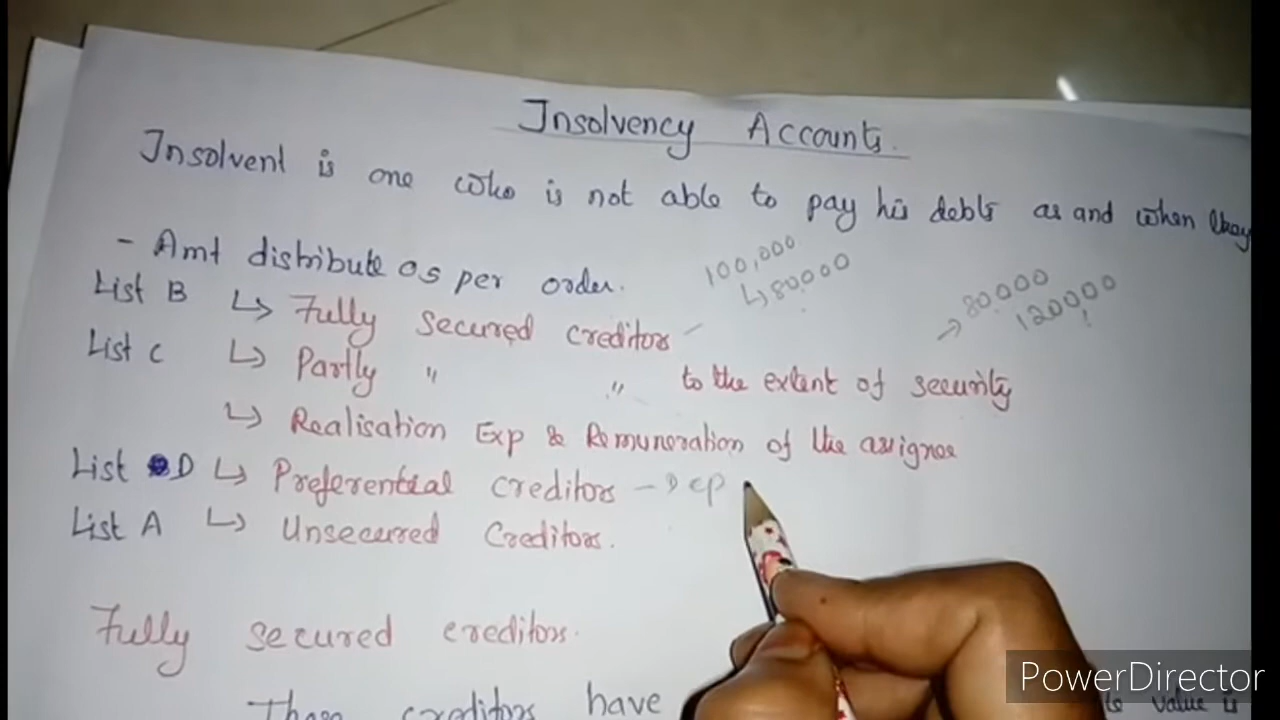 Insolvency Accounts.
Insolvent is one who is not able to pay his debts as and when they
- Amt distribute as per order.
100,000
↳ 80000
80000
→ 120000
List B ↳ Fully secured creditors -
List C ↳ Partly " " to the extent of security
↳ Realisation Exp & Remuneration of the assignee
List D ↳ Preferential creditors -
List A ↳ Unsecured Creditors.
Fully secured creditors.
These creditors have value is
PowerDirector